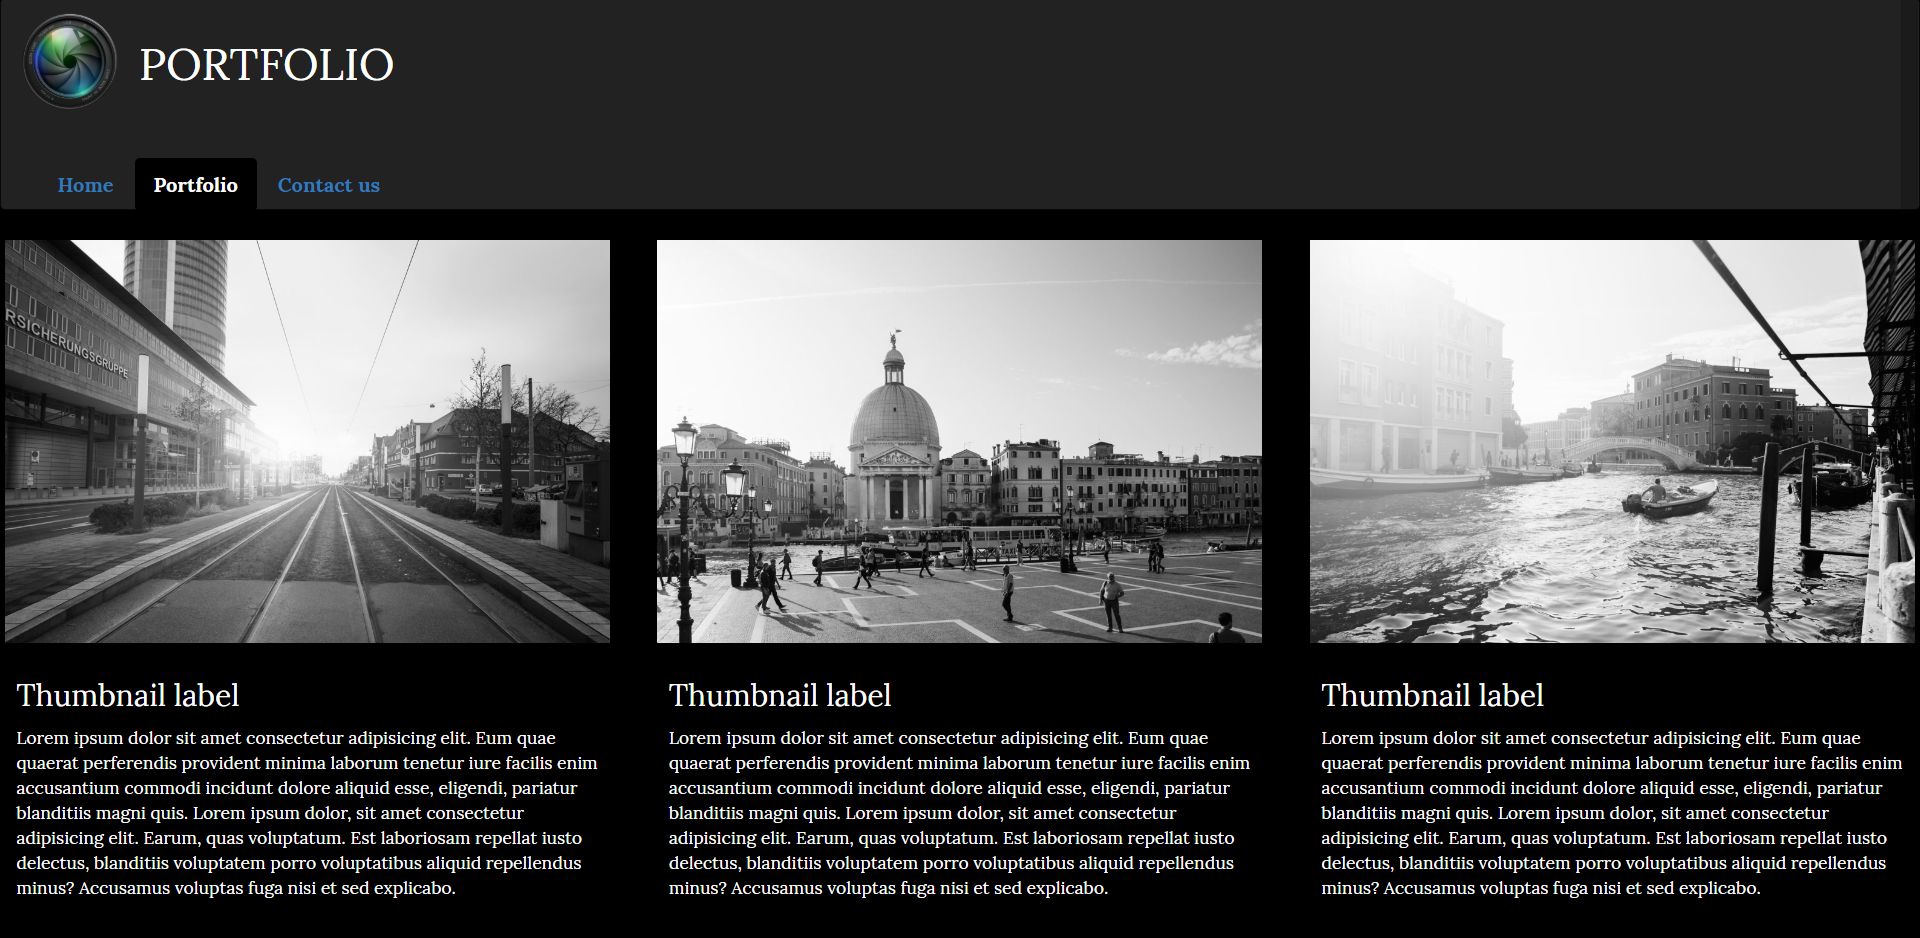 PORTFOLIO
Home Portfolio Contact us
RSICHERUNGSGRUPPE
Thumbnail label
Lorem ipsum dolor sit amet consectetur adipisicing elit. Eum quae
quaerat perferendis provident minima laborum tenetur iure facilis enim
accusantium commodi incidunt dolore aliquid esse, eligendi, pariatur
blanditiis magni quis. Lorem ipsum dolor, sit amet consectetur
adipisicing elit. Earum, quas voluptatum. Est laboriosam repellat iusto
delectus, blanditiis voluptatem porro voluptatibus aliquid repellendus
minus? Accusamus voluptas fuga nisi et sed explicabo.
Thumbnail label
Lorem ipsum dolor sit amet consectetur adipisicing elit. Eum quae
quaerat perferendis provident minima laborum tenetur iure facilis enim
accusantium commodi incidunt dolore aliquid esse, eligendi, pariatur
blanditiis magni quis. Lorem ipsum dolor, sit amet consectetur
adipisicing elit. Earum, quas voluptatum. Est laboriosam repellat iusto
delectus, blanditiis voluptatem porro voluptatibus aliquid repellendus
minus? Accusamus voluptas fuga nisi et sed explicabo.
Thumbnail label
Lorem ipsum dolor sit amet consectetur adipisicing elit. Eum quae
quaerat perferendis provident minima laborum tenetur iure facilis enim
accusantium commodi incidunt dolore aliquid esse, eligendi, pariatur
blanditiis magni quis. Lorem ipsum dolor, sit amet consectetur
adipisicing elit. Earum, quas voluptatum. Est laboriosam repellat iusto
delectus, blanditiis voluptatem porro voluptatibus aliquid repellendus
minus? Accusamus voluptas fuga nisi et sed explicabo.